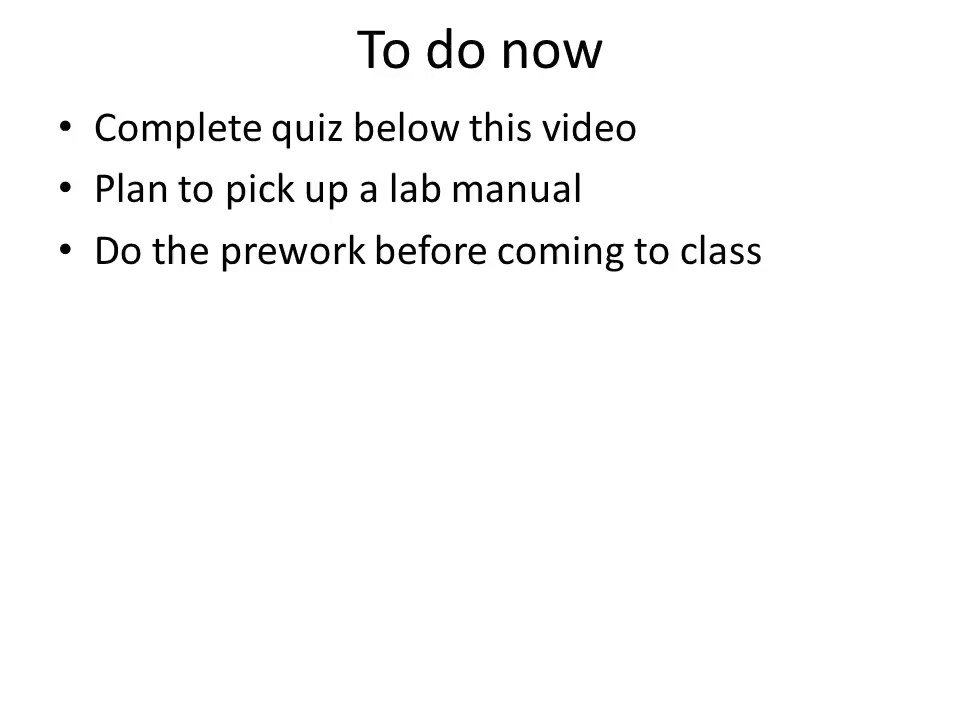 To do now
• Complete quiz below this video
• Plan to pick up a lab manual
• Do the prework before coming to class